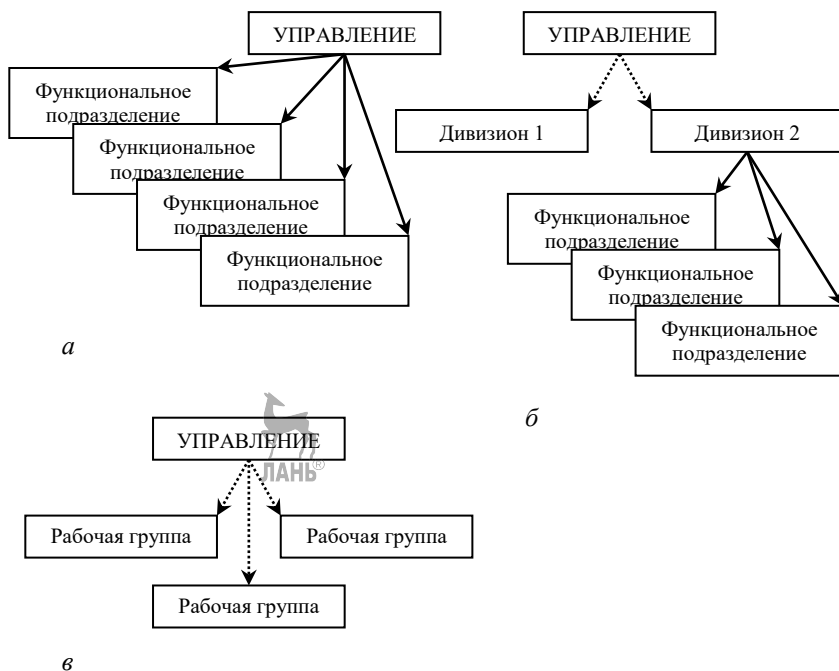 УПРАВЛЕНИЕ
Функциональное
подразделение
Функциональное
подразделение
Функциональное
подразделение
Функциональное
подразделение
а
УПРАВЛЕНИЕ
Дивизион 1
Дивизион 2
Функциональное
подразделение
Функциональное
подразделение
Функциональное
подразделение
б
УПРАВЛЕНИЕ
ЛАНЬ®
Рабочая группа
Рабочая группа
Рабочая группа
в